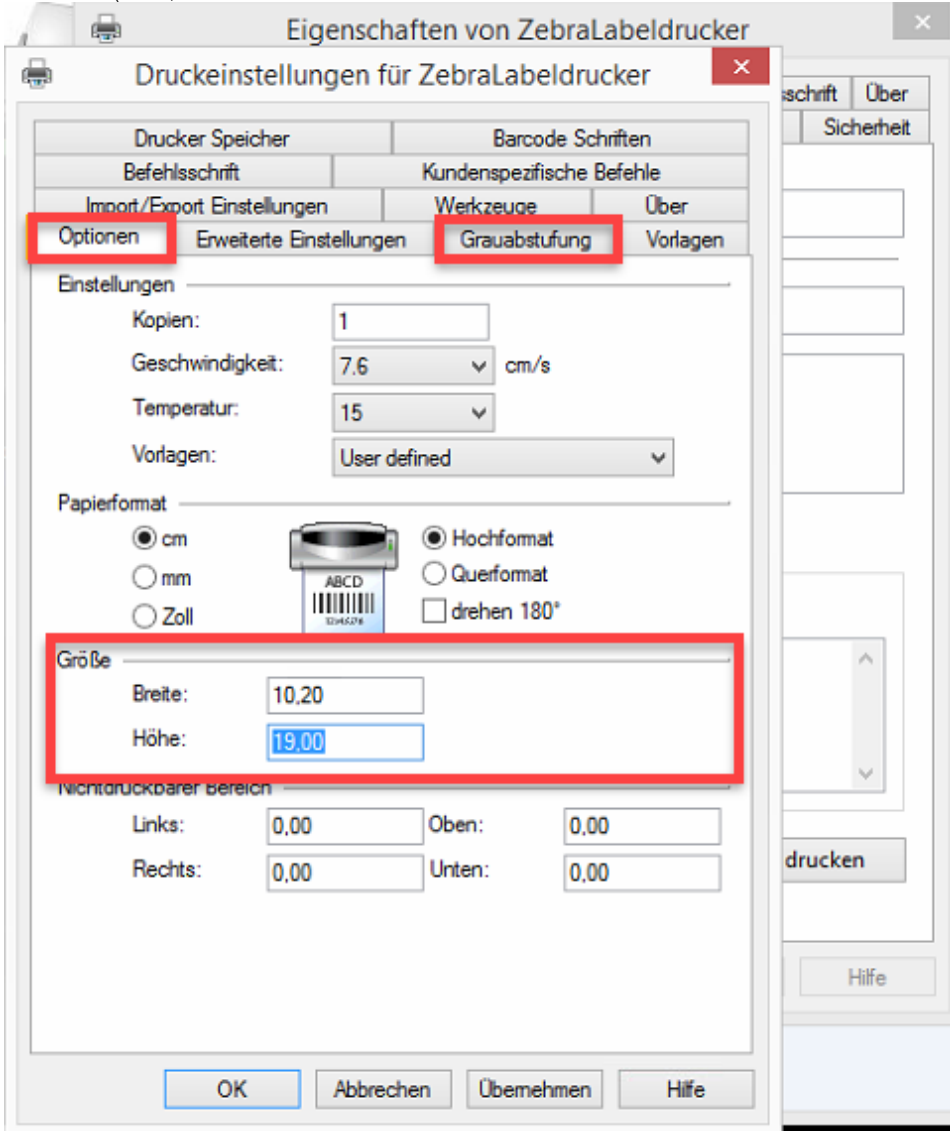 Eigenschaften von ZebraLabeldrucker
Druckeinstellungen für ZebraLabeldrucker
sschrift Über
Sicherheit
Drucker Speicher Barcode Schriften
Befehlsschrift Kundenspezifische Befehle
Import/Export Einstellungen Werkzeuge Über
Optionen Erweiterte Einstellungen Grauabstufung Vorlagen
Einstellungen
Kopien: 1
Geschwindigkeit: 7.6 cm/s
Temperatur: 15
Vorlagen: User defined
Papierformat
cm Hochformat
mm Querformat
Zoll drehen 180°
ABCD
Größe
Breite: 10,20
Höhe: 19,00
Nichtdruckbarer Bereich
Links: 0,00 Oben: 0,00
Rechts: 0,00 Unten: 0,00
drucken
Hilfe
OK Abbrechen Übernehmen Hilfe